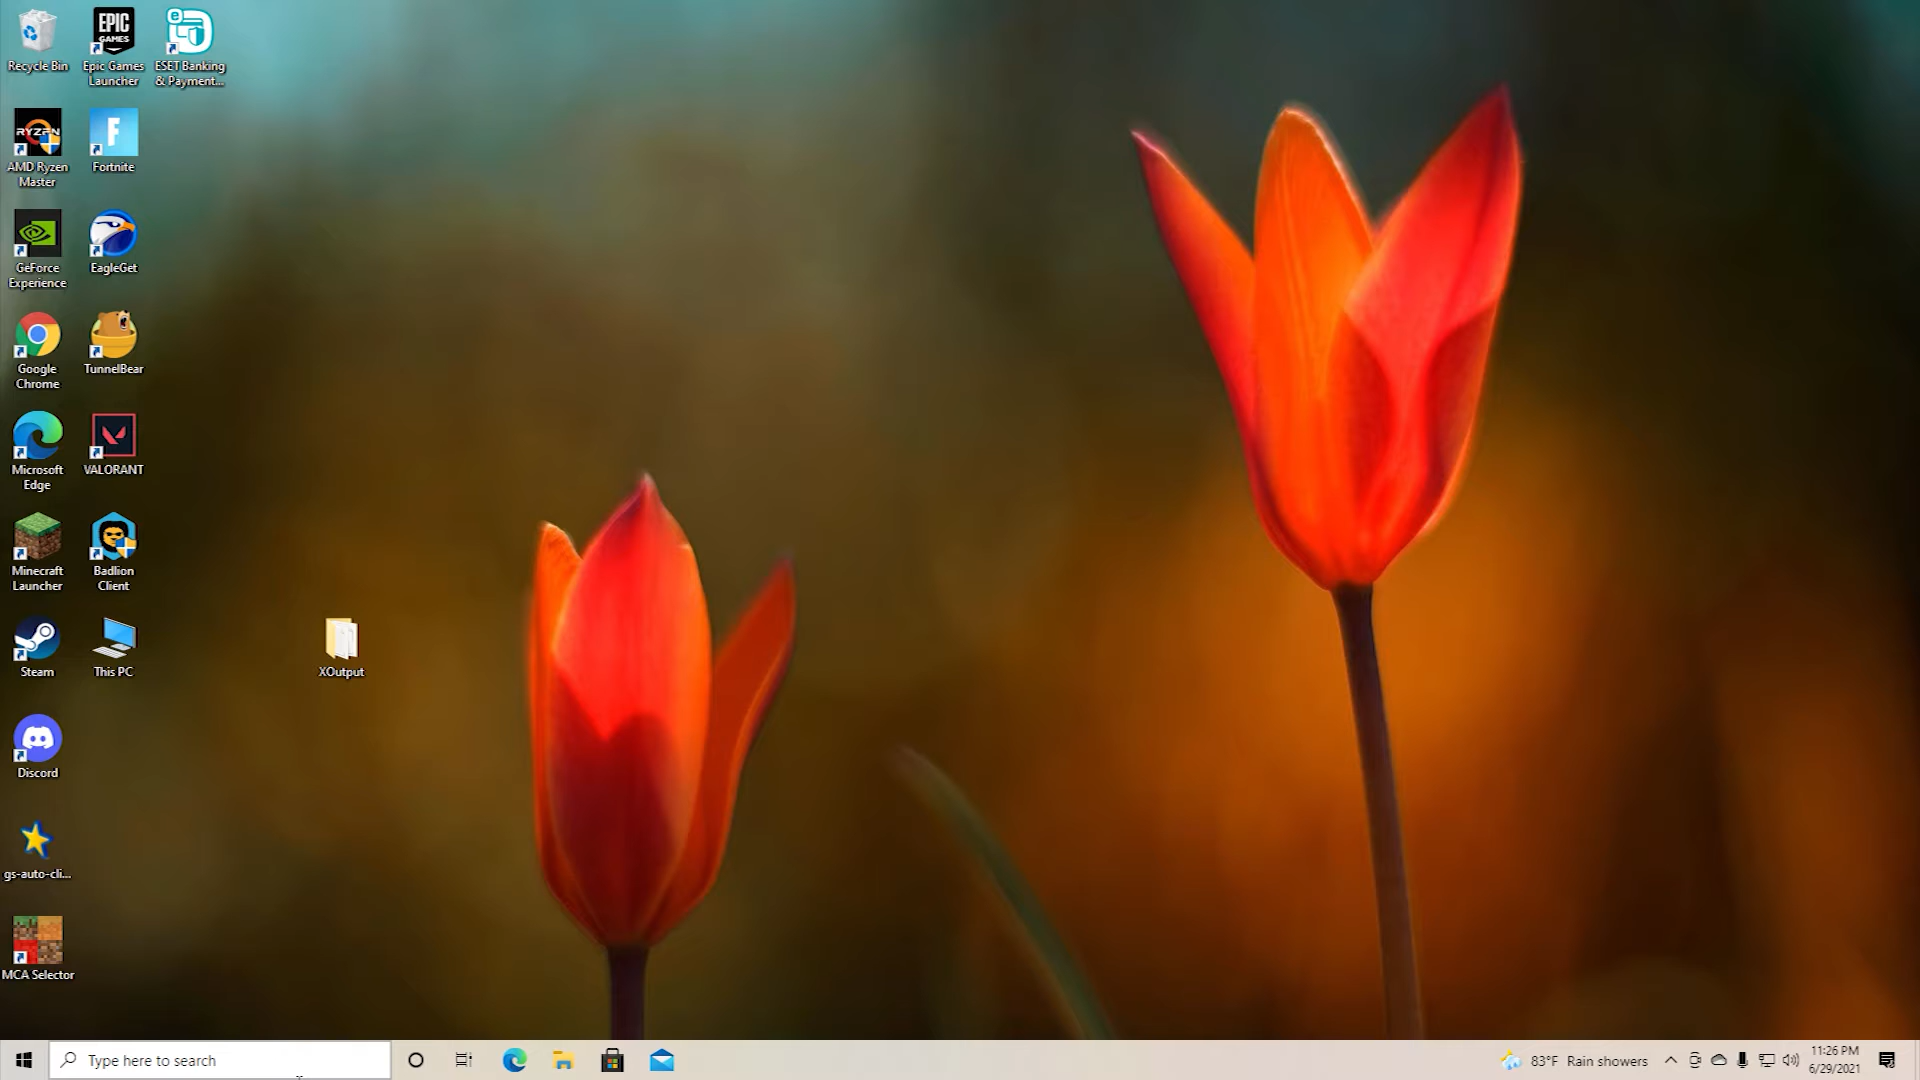 Recycle Bin
EPIC
GAMES
Epic Games
Launcher
ESET Banking
& Payment...
RYZEN
AMD Ryzen
Master
F
Fortnite
GeForce
Experience
EagleGet
Google
Chrome
TunnelBear
Microsoft
Edge
VALORANT
Minecraft
Launcher
Badlion
Client
Steam
This PC
XOutput
Discord
gs-auto-cli...
MCA Selector
Type here to search
83°F Rain showers
11:26 PM
6/29/2021